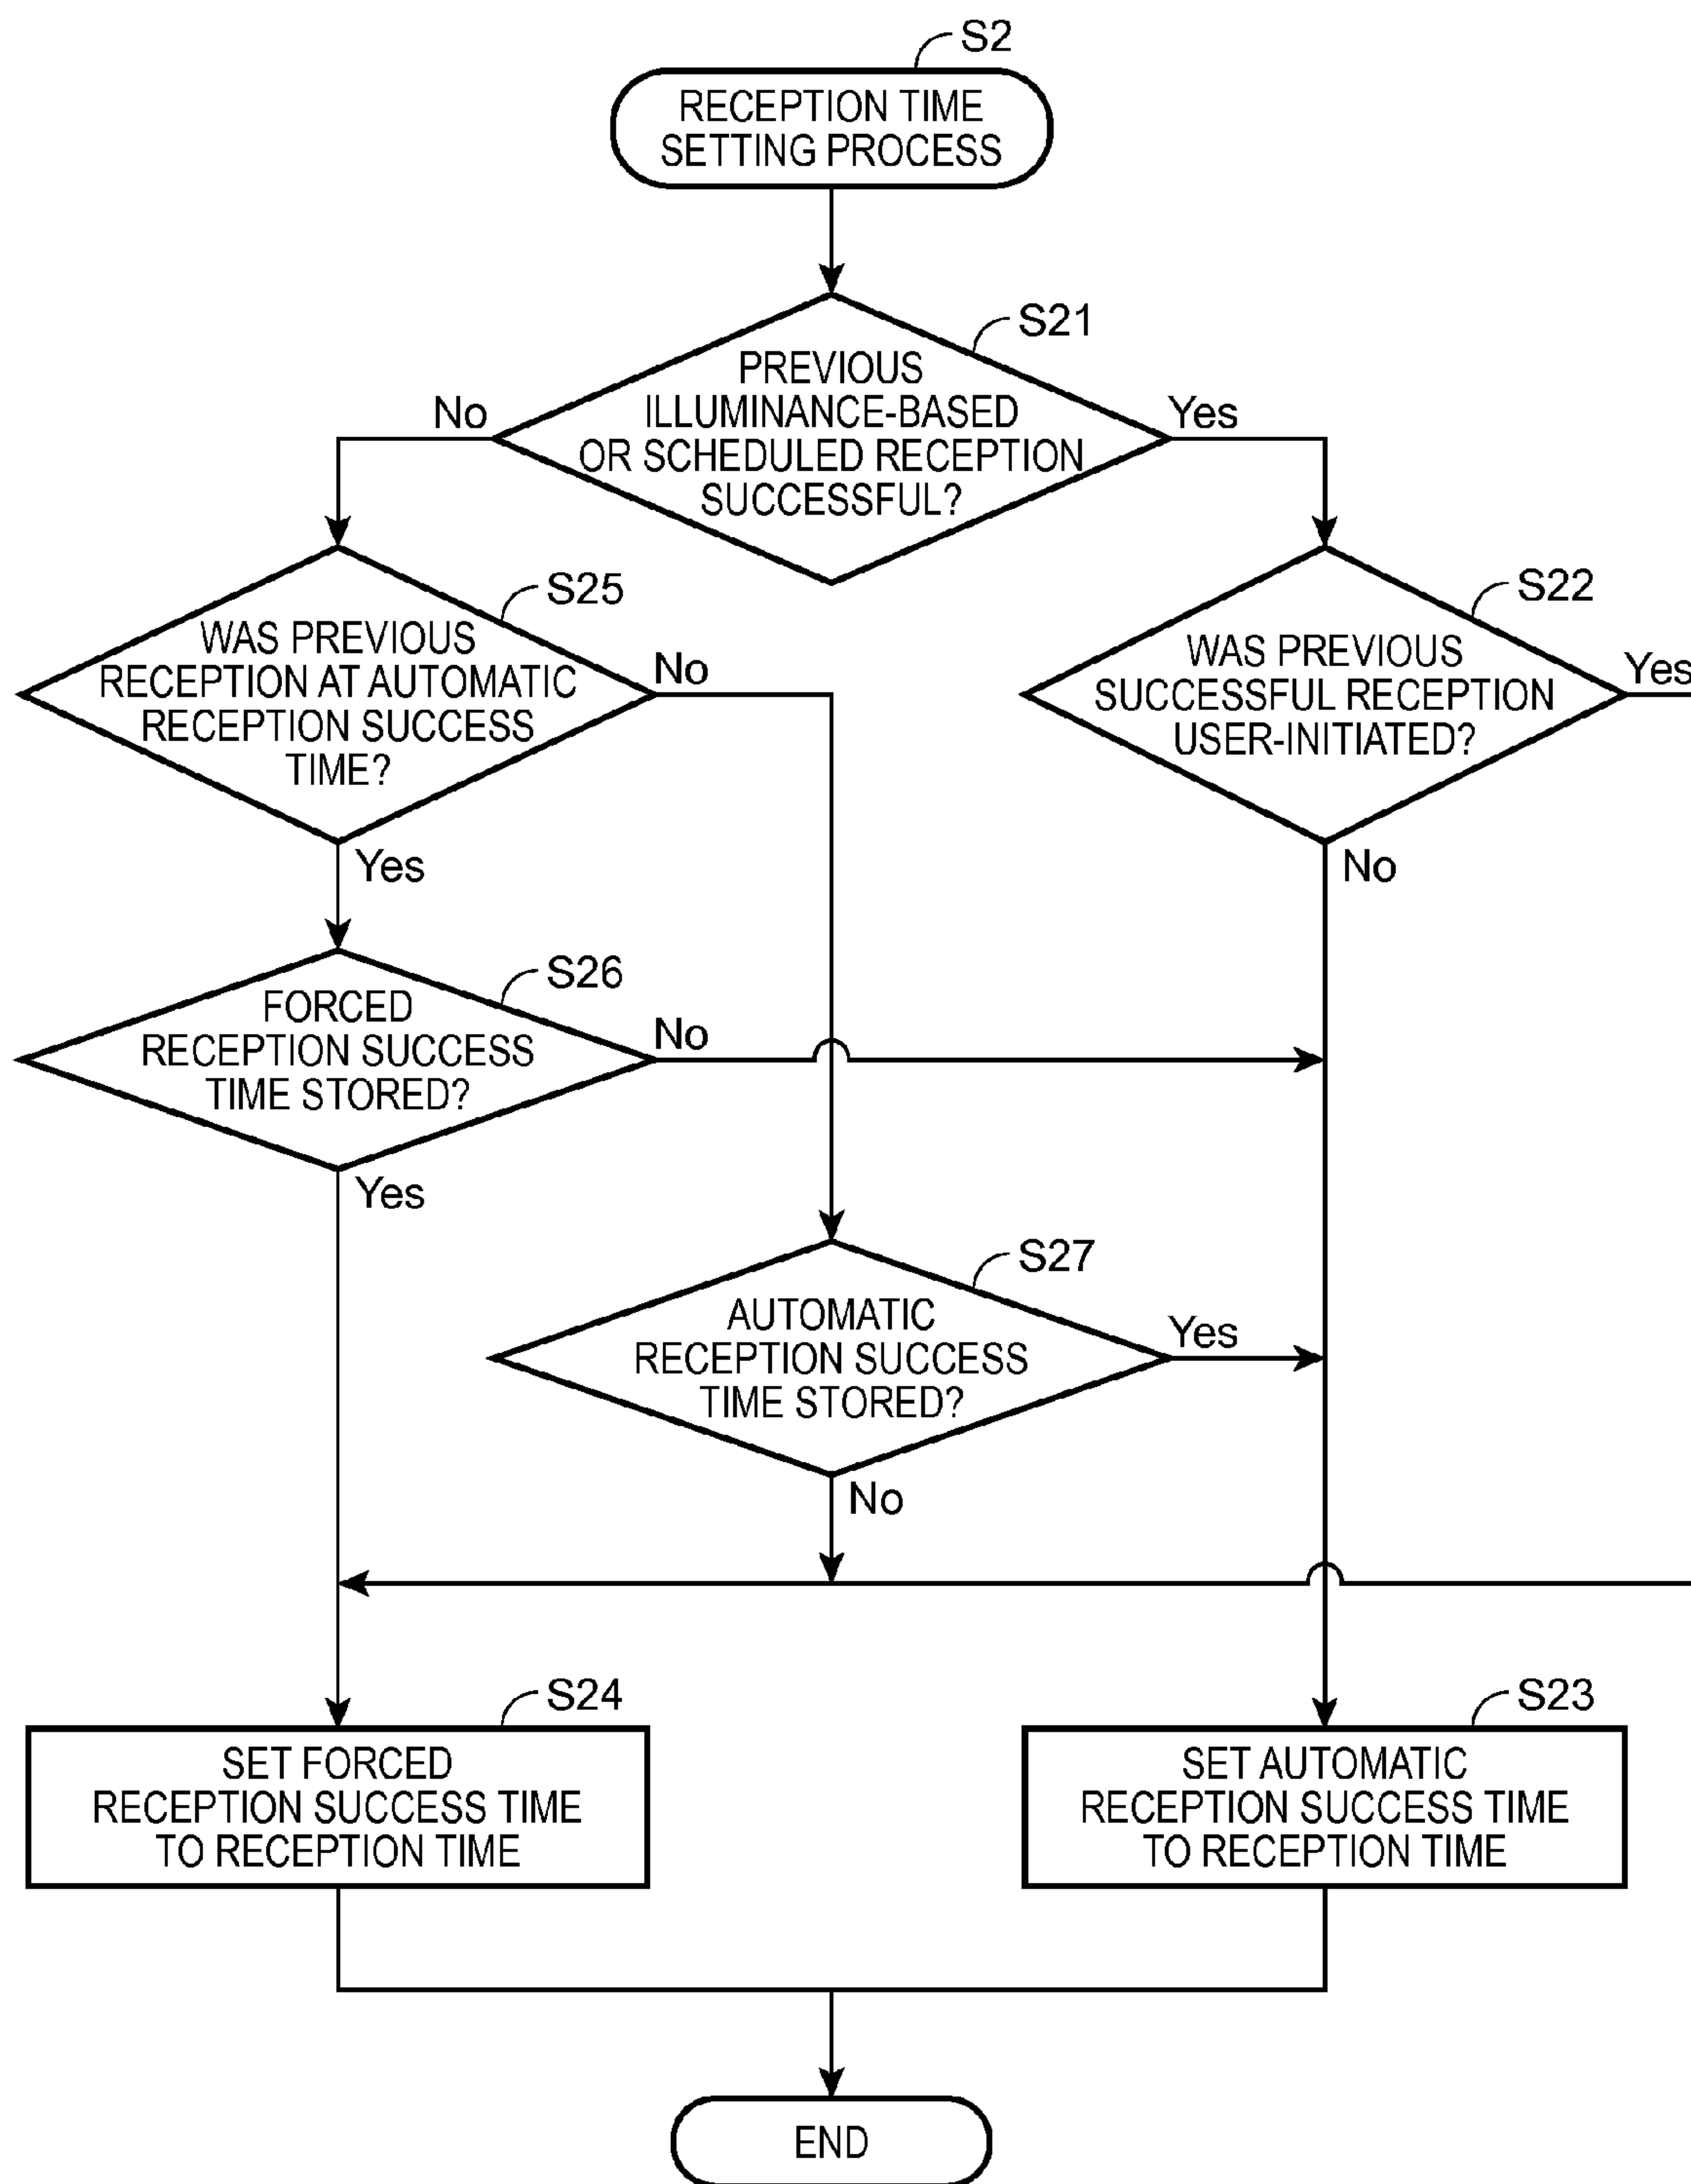 S2
RECEPTION TIME
SETTING PROCESS
S21
PREVIOUS
ILLUMINANCE-BASED
OR SCHEDULED RECEPTION
SUCCESSFUL?
No
Yes
S25
WAS PREVIOUS
RECEPTION AT AUTOMATIC
RECEPTION SUCCESS
TIME?
No
Yes
S22
WAS PREVIOUS
SUCCESSFUL RECEPTION
USER-INITIATED?
Yes
No
S26
FORCED
RECEPTION SUCCESS
TIME STORED?
No
Yes
S27
AUTOMATIC
RECEPTION SUCCESS
TIME STORED?
Yes
No
S24
SET FORCED
RECEPTION SUCCESS TIME
TO RECEPTION TIME
S23
SET AUTOMATIC
RECEPTION SUCCESS TIME
TO RECEPTION TIME
END